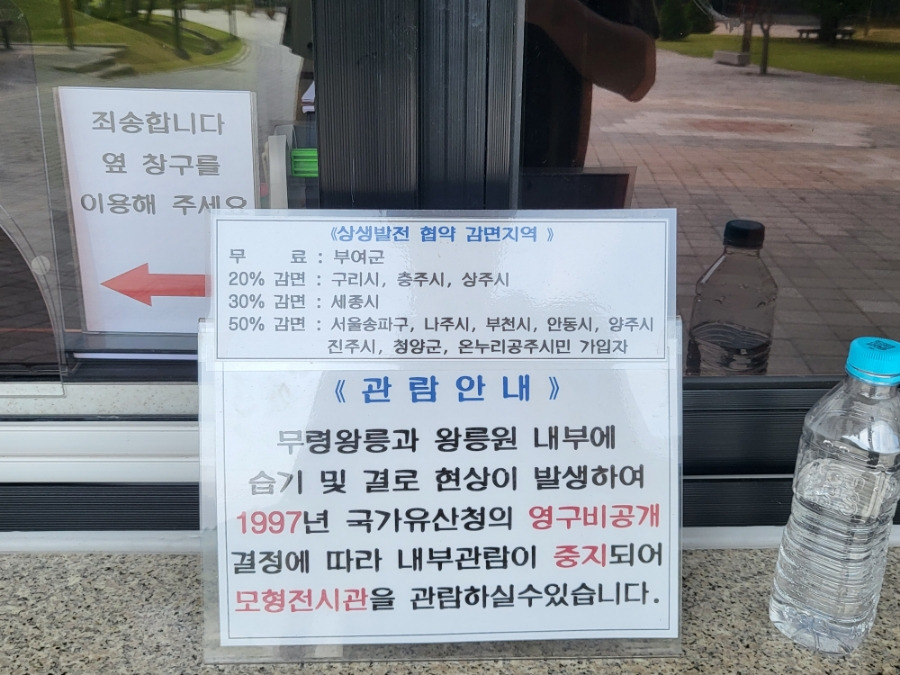 죄송합니다
옆 창구를
이용해 주세요
《상생발전 협약 감면지역 》
무 료 : 부여군
20% 감면 : 구리시, 충주시, 상주시
30% 감면 : 세종시
50% 감면 : 서울송파구, 나주시, 부천시, 안동시, 양주시
진주시, 청양군, 온누리공주시민 가입자
《 관 람 안 내 》
무령왕릉과 왕릉원 내부에
습기 및 결로 현상이 발생하여
1997년 국가유산청의 영구비공개
결정에 따라 내부관람이 중지되어
모형전시관을 관람하실수있습니다.